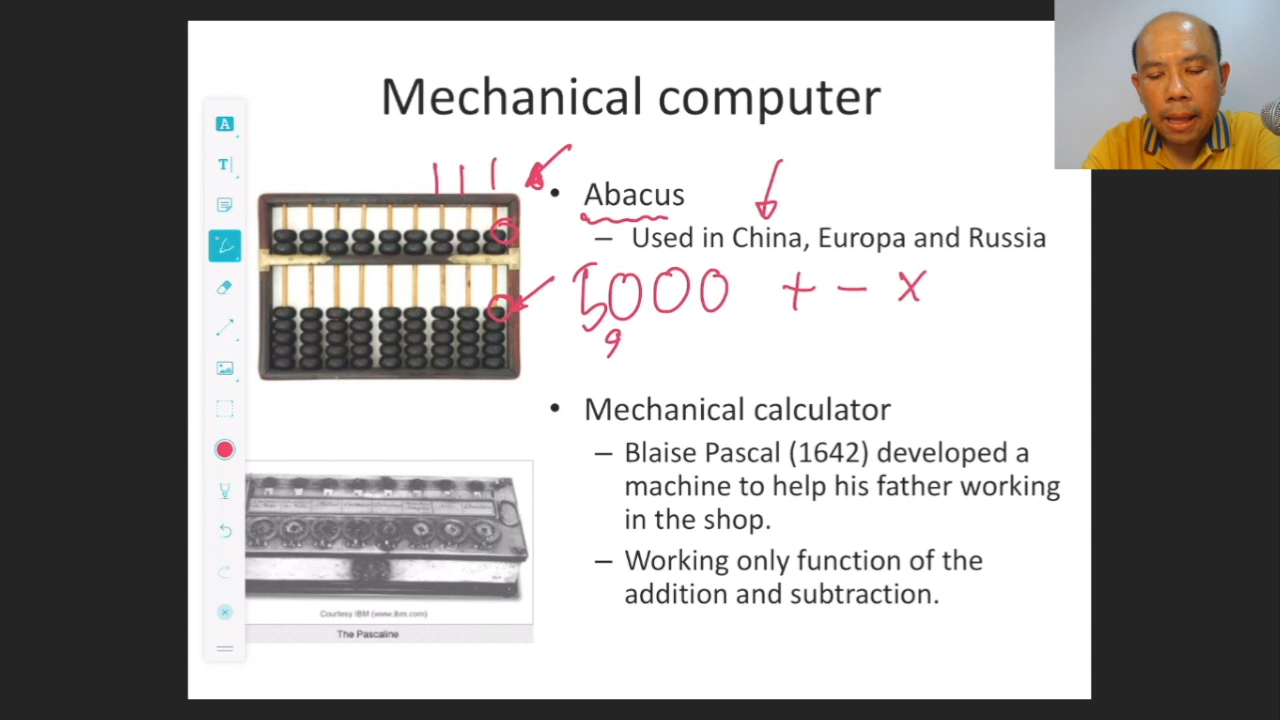 Mechanical computer
• Abacus
– Used in China, Europa and Russia
5000 + - x
9
• Mechanical calculator
– Blaise Pascal (1642) developed a
machine to help his father working
in the shop.
– Working only function of the
addition and subtraction.
Courtesy IBM (www.ibm.com)
The Pascaline